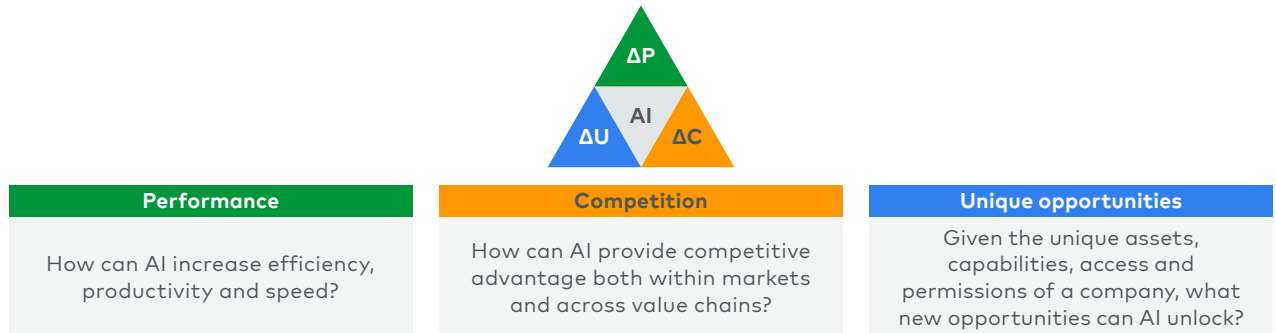 ΔP
AI
ΔU
ΔC
Performance
How can AI increase efficiency,
productivity and speed?
Competition
How can AI provide competitive
advantage both within markets
and across value chains?
Unique opportunities
Given the unique assets,
capabilities, access and
permissions of a company, what
new opportunities can AI unlock?